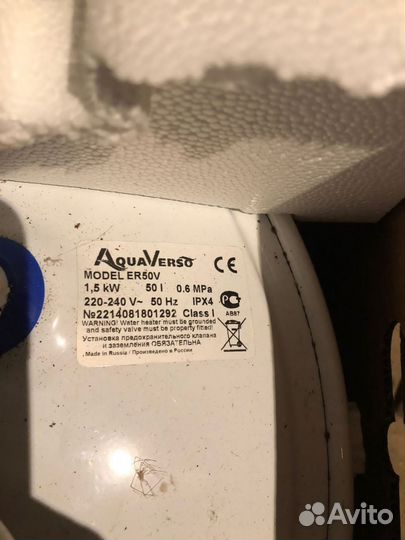 AQUAVERSO CE
MODEL ER50V
1,5 kW 50 l 0.6 MPa
220-240 V~ 50 Hz IPX4
№2214081801292 Class I
AB87
WARNING! Water heater must be grounded
and safety valve must be properly fitted!
Установка предохранительного клапана
и заземления ОБЯЗАТЕЛЬНА
Made in Russia / Произведено в России
Avito